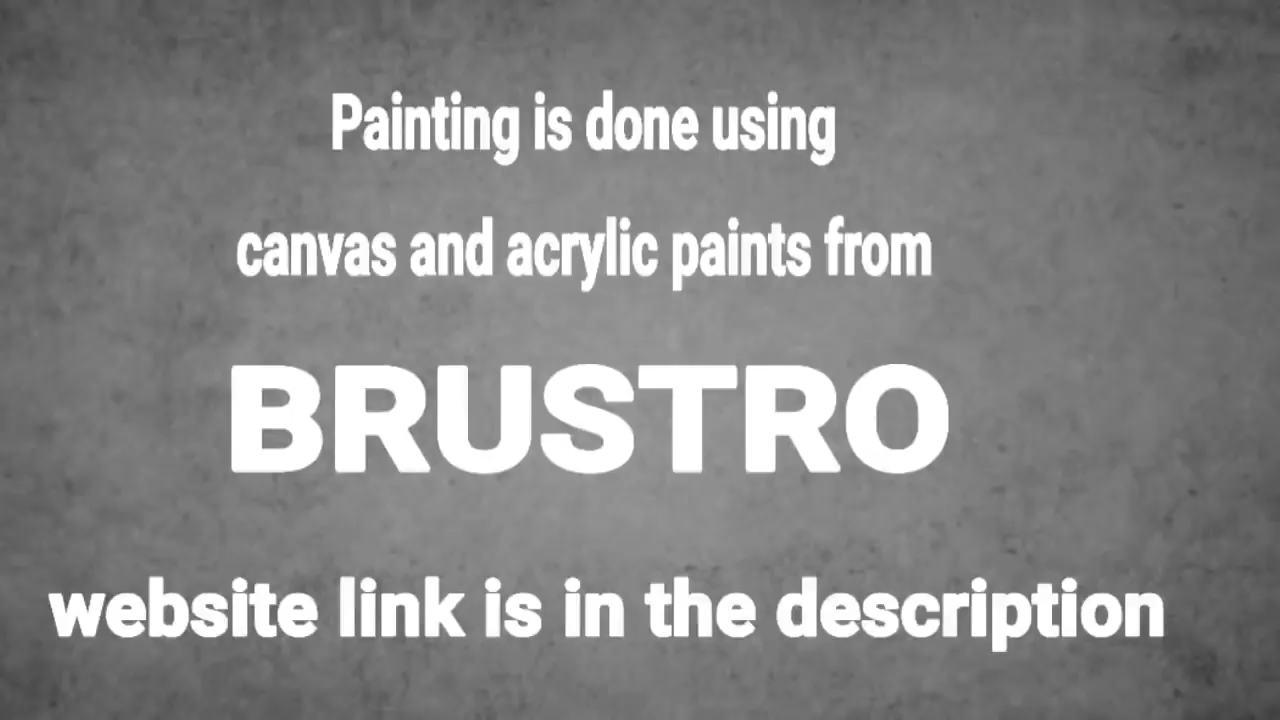 Painting is done using
canvas and acrylic paints from
BRUSTRO
website link is in the description